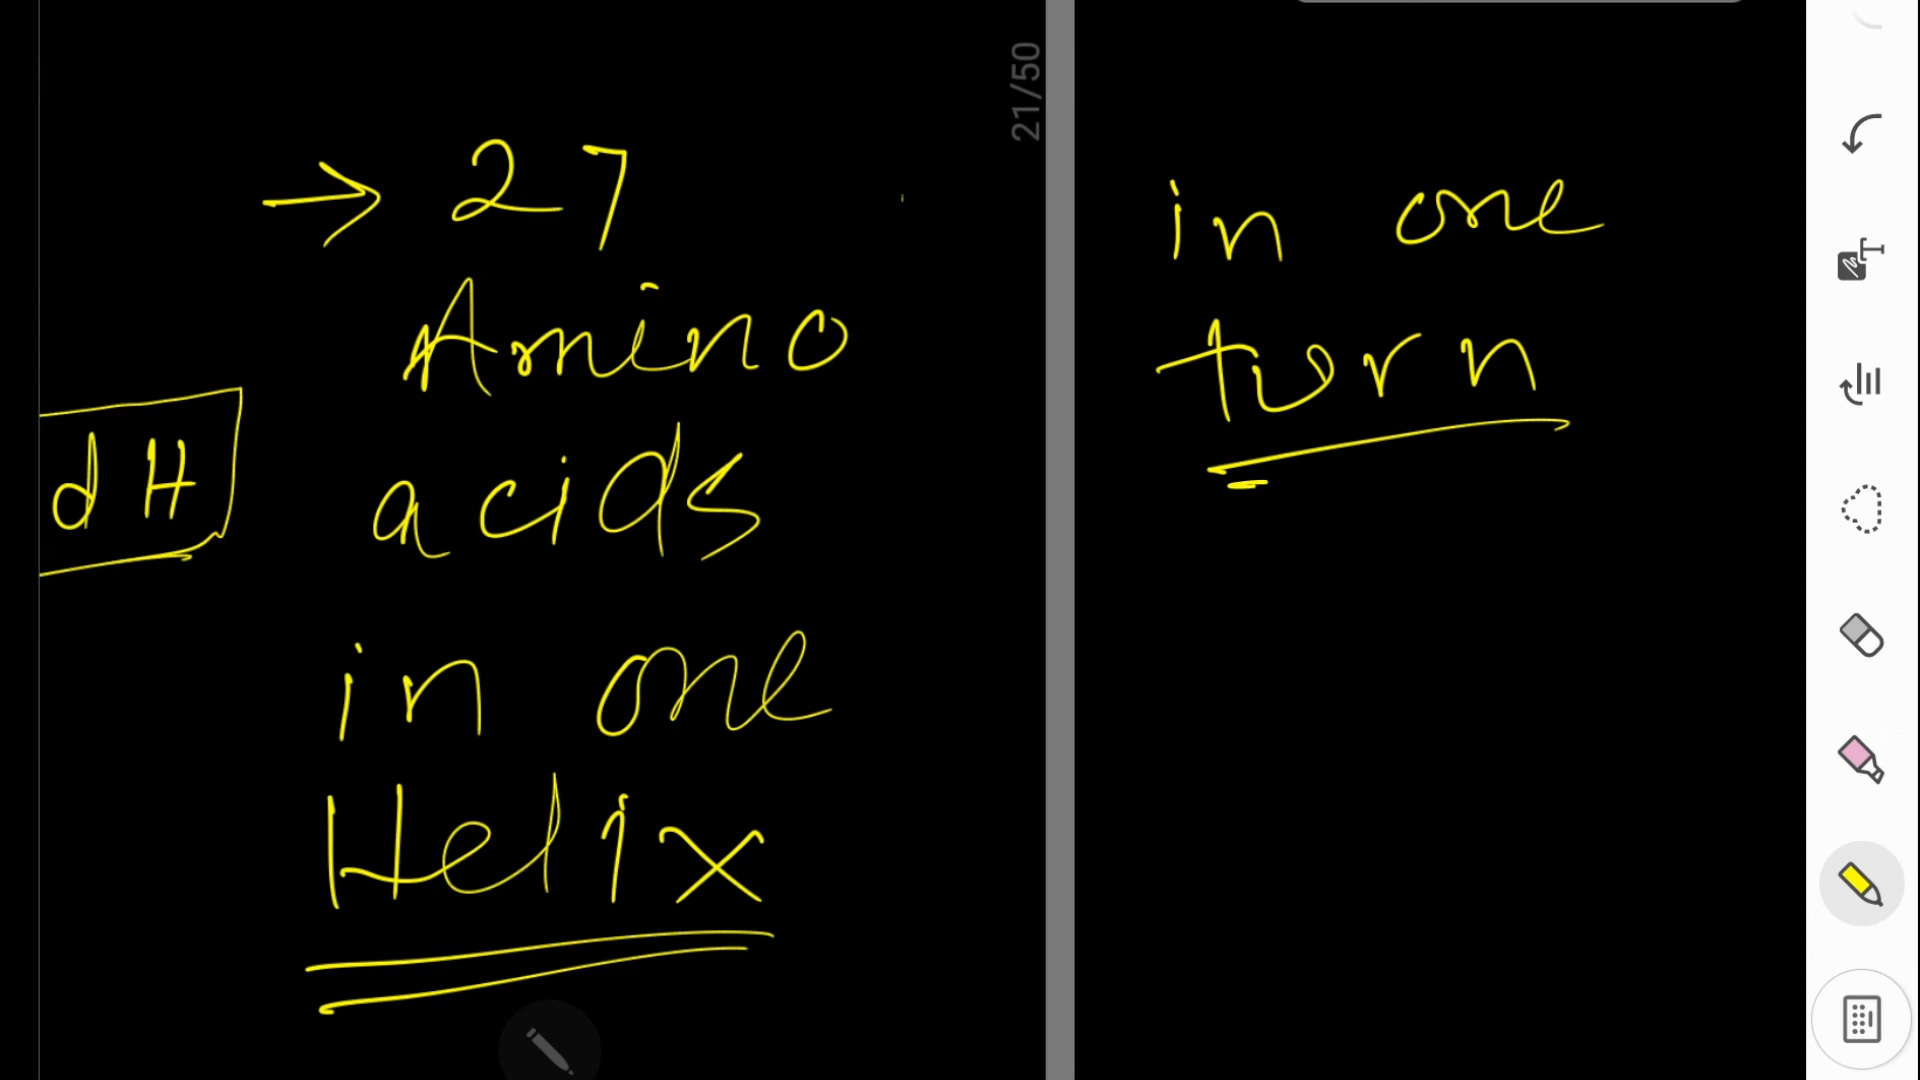 → 27
Amino
dH
acids
in one
Helix
21/50
in one
turn